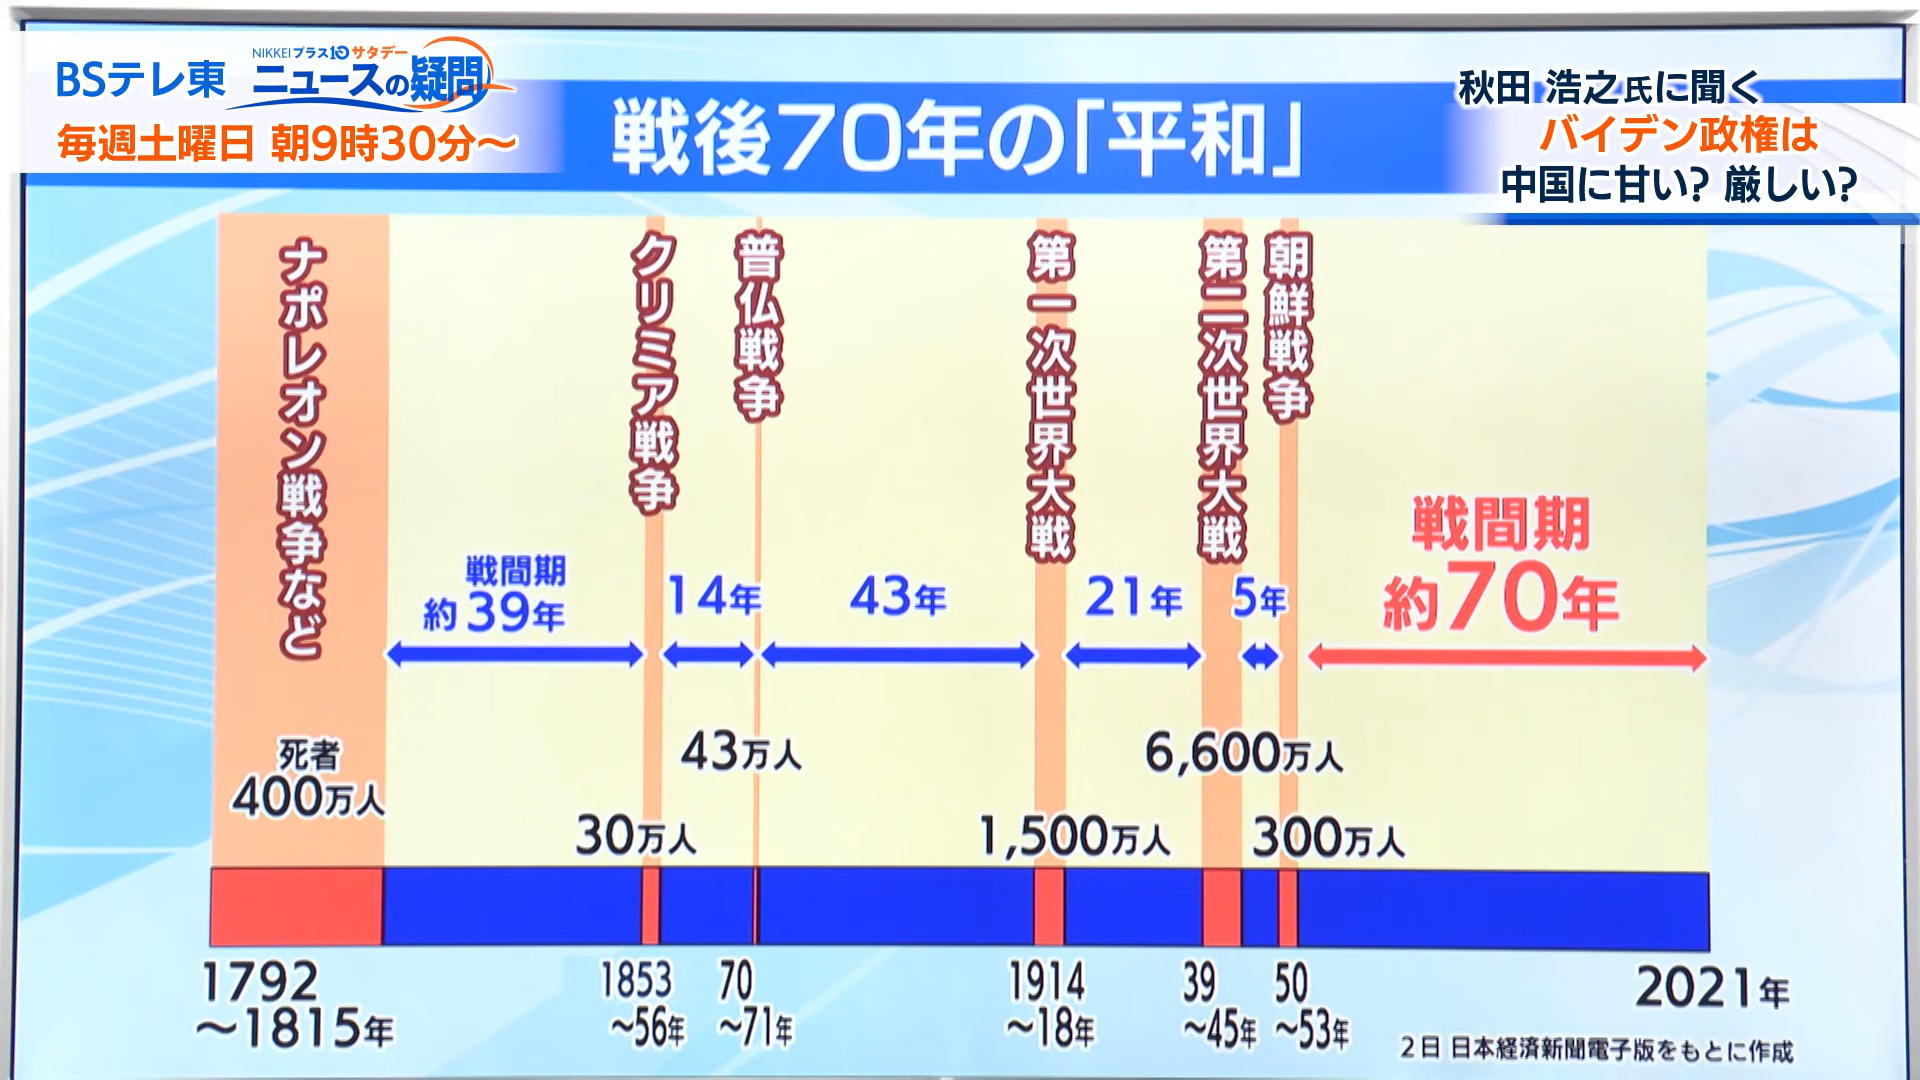 BSテレ東
NIKKEIプラス10サタデー
ニュースの疑問
毎週土曜日 朝9時30分～
戦後70年の「平和」
秋田 浩之氏に聞く
バイデン政権は
中国に甘い? 厳しい?
ナポレオン戦争など
クリミア戦争
普仏戦争
第一次世界大戦
第二次世界大戦
朝鮮戦争
戦間期
約39年
14年
43年
21年
5年
戦間期
約70年
死者
400万人
30万人
43万人
1,500万人
6,600万人
300万人
1792
～1815年
1853
～56年
70
～71年
1914
～18年
39
～45年
50
～53年
2021年
2日 日本経済新聞電子版をもとに作成